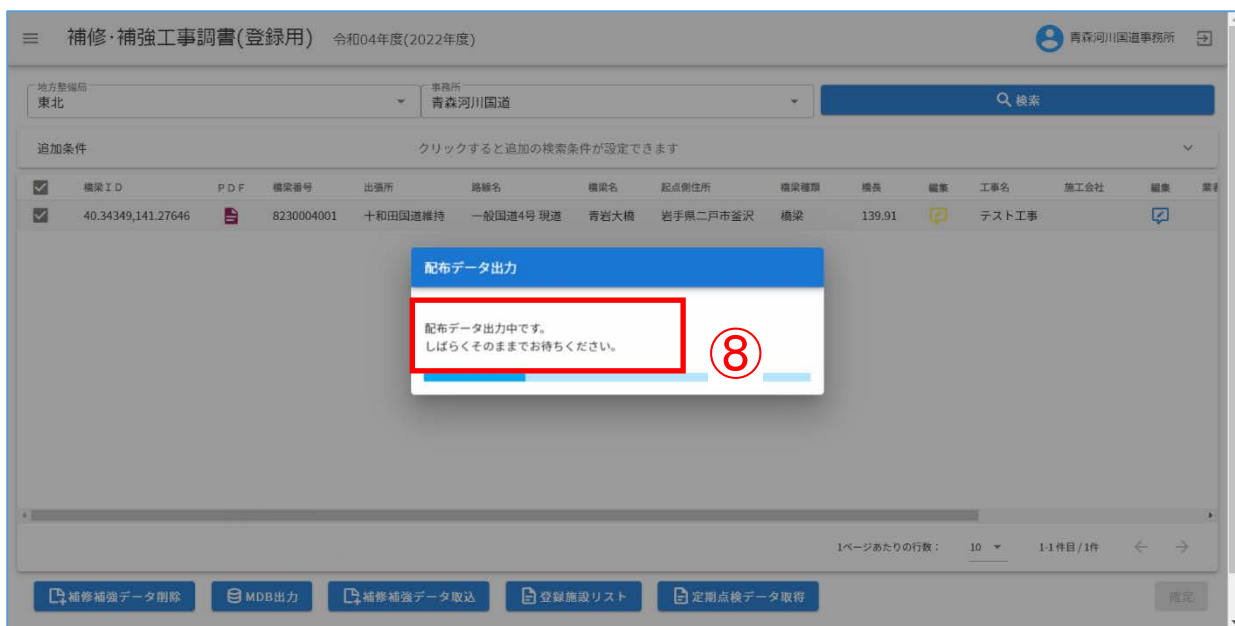 補修・補強工事調書(登録用) 令和04年度(2022年度) 青森河川国道事務所
地方整備局 事務所
東北 青森河川国道 検索
追加条件 クリックすると追加の検索条件が設定できます
橋梁ID PDF 橋梁番号 出張所 路線名 橋梁名 起点側住所 橋梁種類 橋長 編集 工事名 施工会社 編集
40.34349,141.27646 8230004001 十和田国道維持 一般国道4号 現道 青岩大橋 岩手県二戸市釜沢 橋梁 139.91 テスト工事
配布データ出力
配布データ出力中です。
しばらくそのままでお待ちください。
⑧
1ページあたりの行数： 10 1-1件目/1件
補修補強データ削除 MDB出力 補修補強データ取込 登録施設リスト 定期点検データ取得 確定